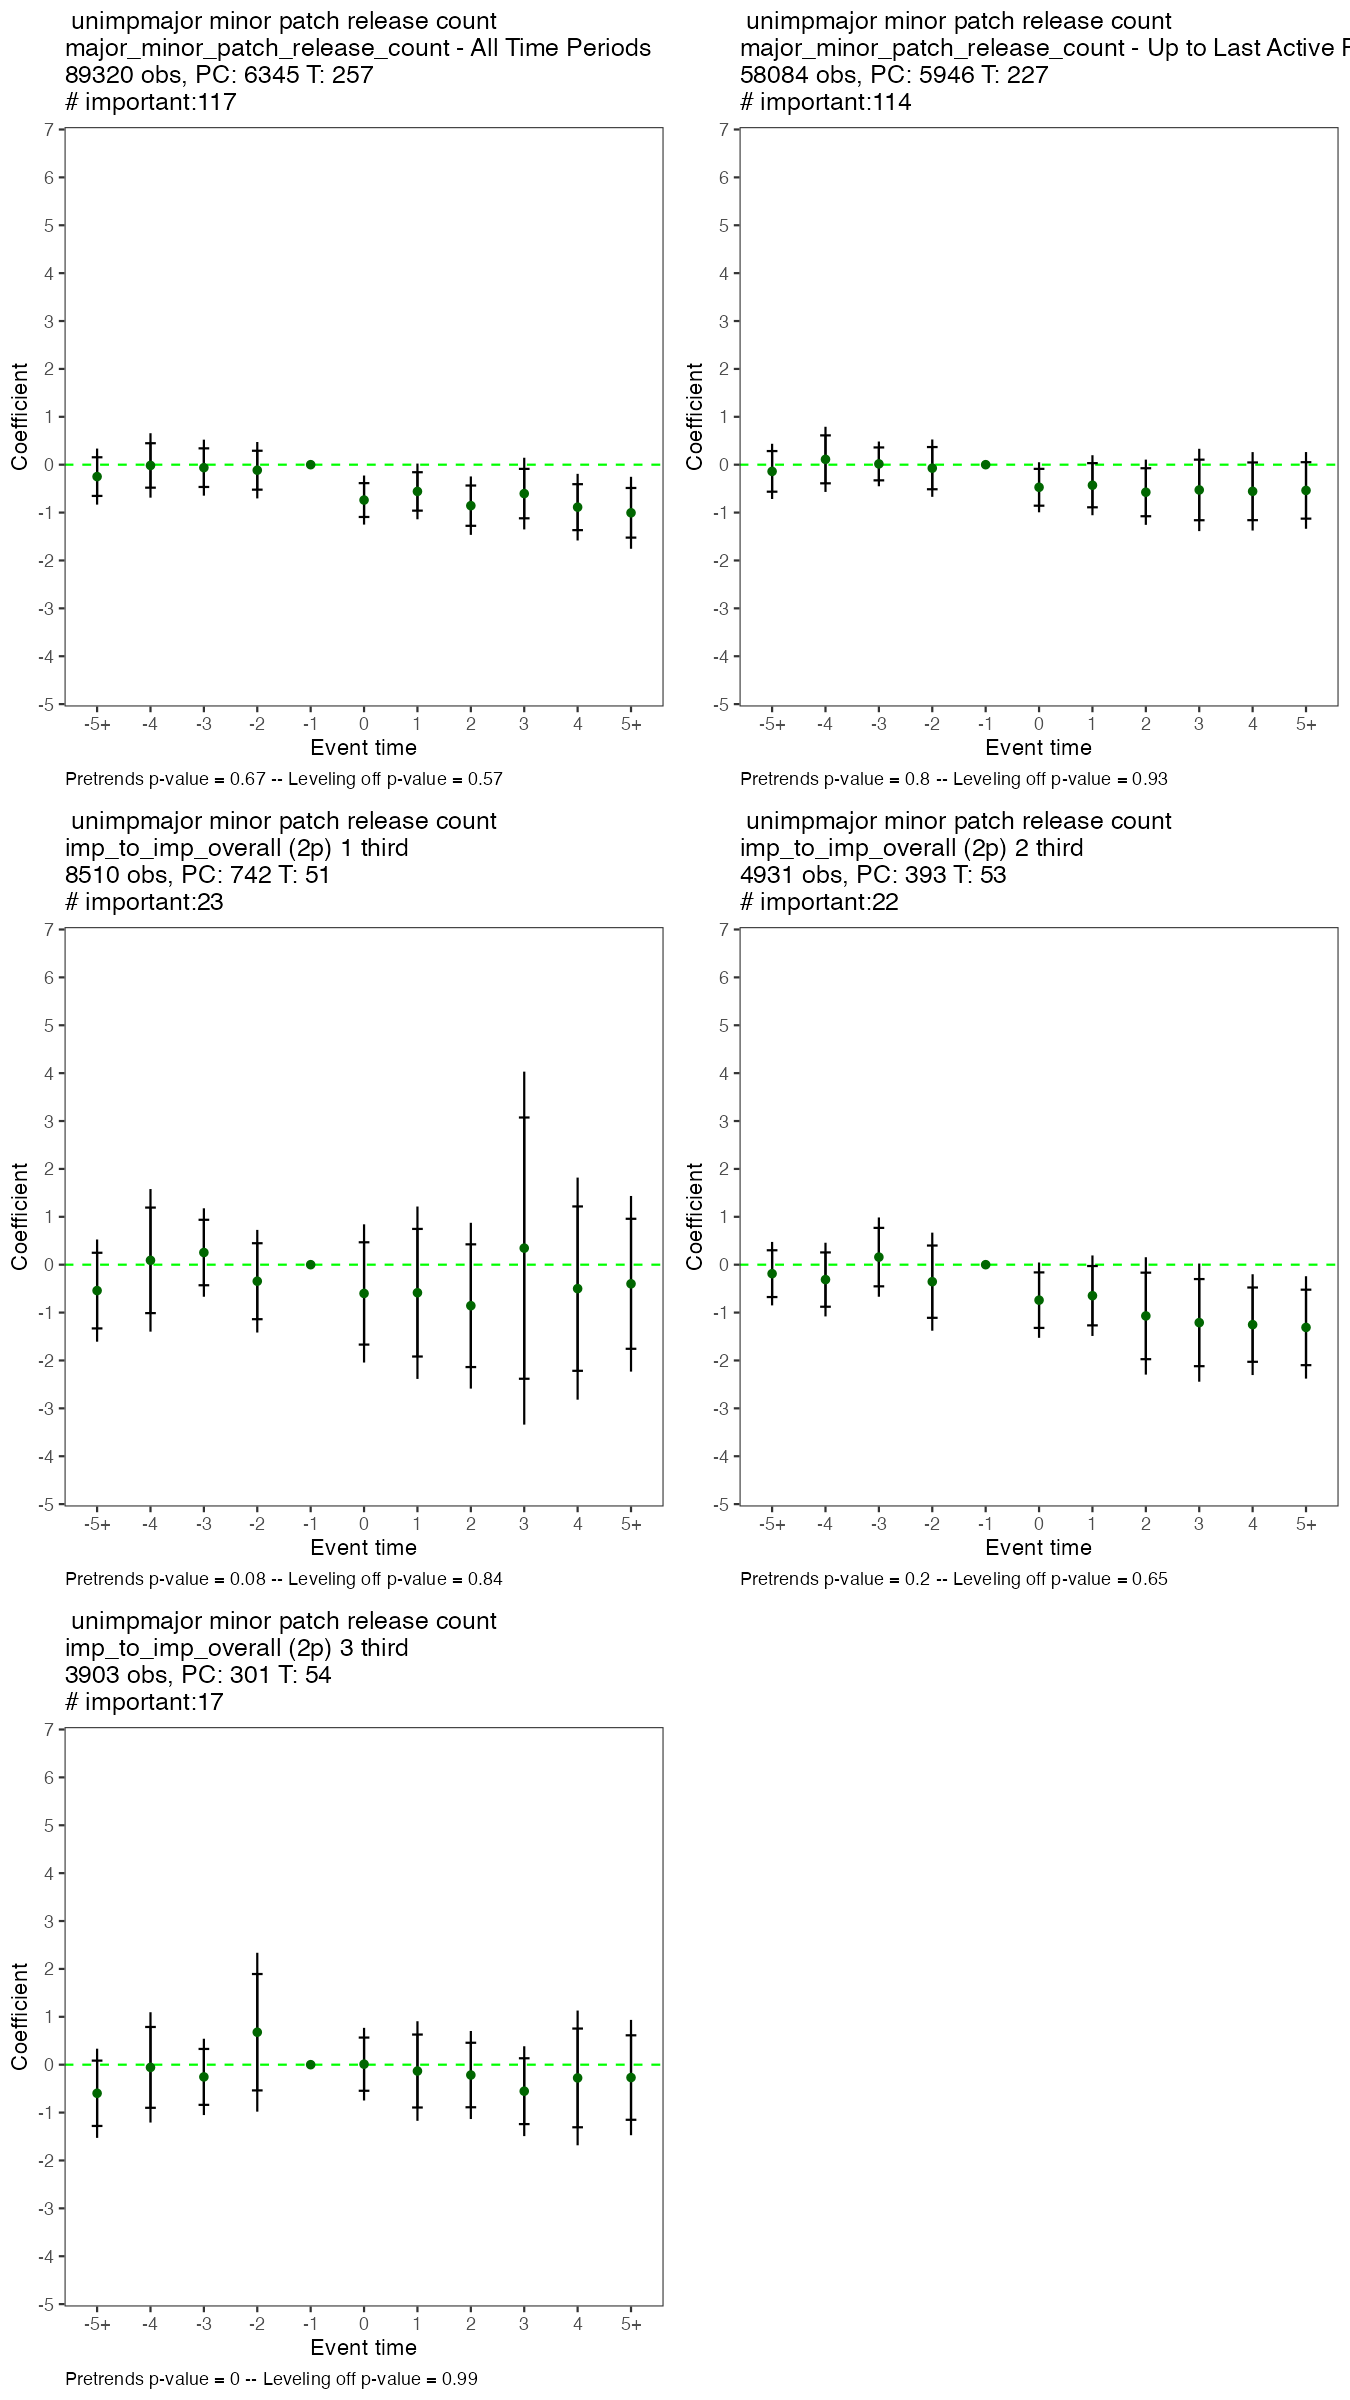 unimpmajor minor patch release count
major_minor_patch_release_count - All Time Periods
89320 obs, PC: 6345 T: 257
# important:117
7
6
5
4
3
2
1
0
-1
-2
-3
-4
-5
Coefficient
-5+ -4 -3 -2 -1 0 1 2 3 4 5+
Event time
Pretrends p-value = 0.67 -- Leveling off p-value = 0.57
unimpmajor minor patch release count
major_minor_patch_release_count - Up to Last Active
58084 obs, PC: 5946 T: 227
# important:114
7
6
5
4
3
2
1
0
-1
-2
-3
-4
-5
Coefficient
-5+ -4 -3 -2 -1 0 1 2 3 4 5+
Event time
Pretrends p-value = 0.8 -- Leveling off p-value = 0.93
unimpmajor minor patch release count
imp_to_imp_overall (2p) 1 third
8510 obs, PC: 742 T: 51
# important:23
7
6
5
4
3
2
1
0
-1
-2
-3
-4
-5
Coefficient
-5+ -4 -3 -2 -1 0 1 2 3 4 5+
Event time
Pretrends p-value = 0.08 -- Leveling off p-value = 0.84
unimpmajor minor patch release count
imp_to_imp_overall (2p) 2 third
4931 obs, PC: 393 T: 53
# important:22
7
6
5
4
3
2
1
0
-1
-2
-3
-4
-5
Coefficient
-5+ -4 -3 -2 -1 0 1 2 3 4 5+
Event time
Pretrends p-value = 0.2 -- Leveling off p-value = 0.65
unimpmajor minor patch release count
imp_to_imp_overall (2p) 3 third
3903 obs, PC: 301 T: 54
# important:17
7
6
5
4
3
2
1
0
-1
-2
-3
-4
-5
Coefficient
-5+ -4 -3 -2 -1 0 1 2 3 4 5+
Event time
Pretrends p-value = 0 -- Leveling off p-value = 0.99